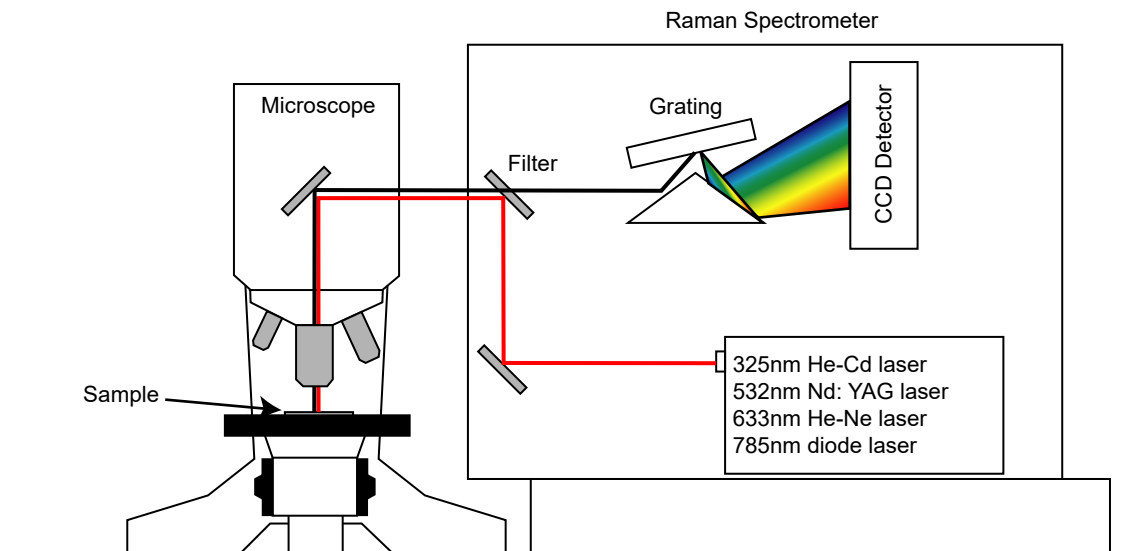 Raman Spectrometer
Microscope
Grating
CCD Detector
Filter
325nm He-Cd laser
532nm Nd: YAG laser
633nm He-Ne laser
785nm diode laser
Sample